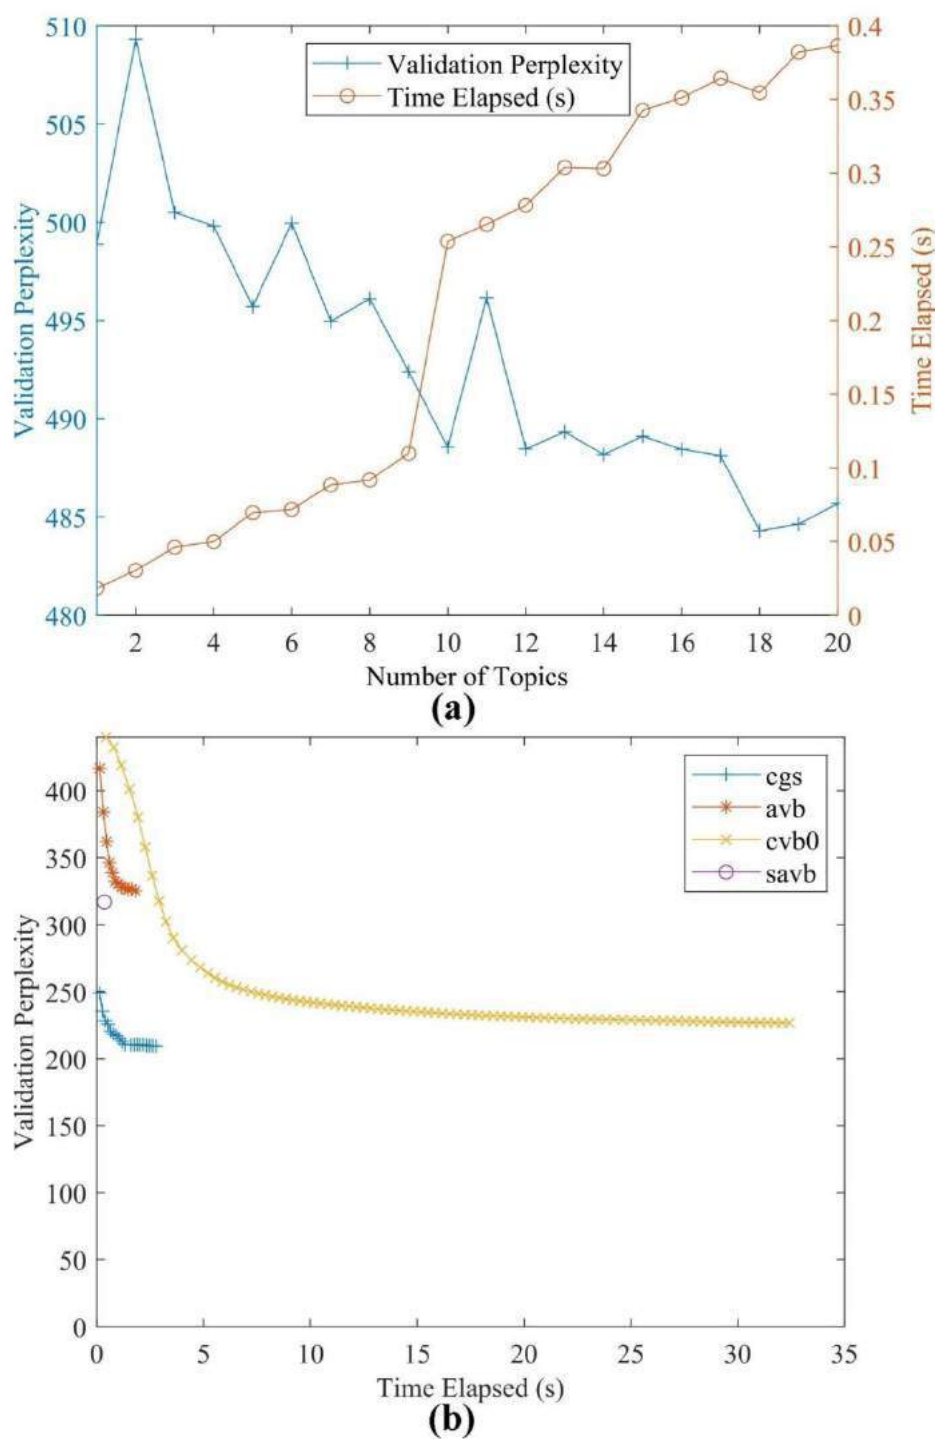 510
505
500
495
490
485
480
Validation Perplexity
Validation Perplexity
Time Elapsed (s)
0.4
0.35
0.3
0.25
0.2
0.15
0.1
0.05
0
Time Elapsed (s)
2 4 6 8 10 12 14 16 18 20
Number of Topics
(a)
400
350
300
250
200
150
100
50
0
Validation Perplexity
cgs
avb
cvb0
savb
0 5 10 15 20 25 30 35
Time Elapsed (s)
(b)